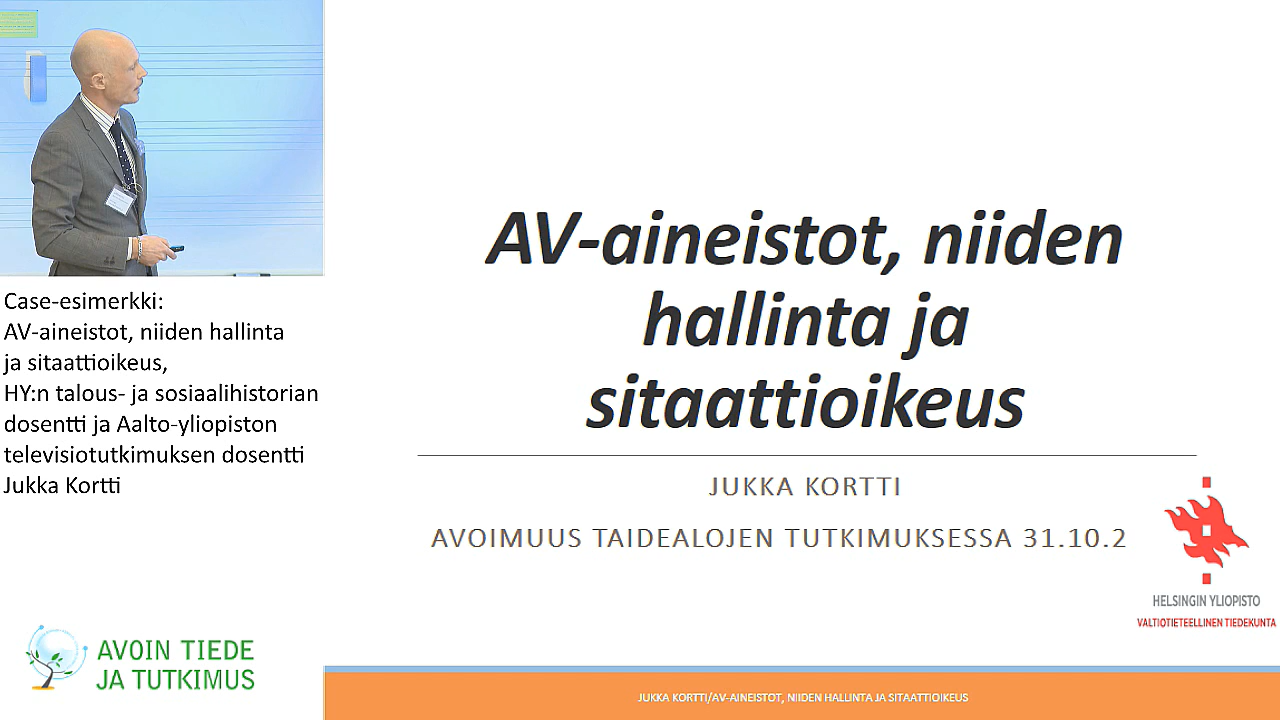 Case-esimerkki:
AV-aineistot, niiden hallinta
ja sitaattioikeus,
HY:n talous- ja sosiaalihistorian
dosentti ja Aalto-yliopiston
televisiotutkimuksen dosentti
Jukka Kortti
AVOIN TIEDE
JA TUTKIMUS
AV-aineistot, niiden
hallinta ja
sitaattioikeus
JUKKA KORTTI
AVOIMUUS TAIDEALOJEN TUTKIMUKSESSA 31.10.2
HELSINGIN YLIOPISTO
VALTIOTIETEELLINEN TIEDEKUNTA
JUKKA KORTTI/AV-AINEISTOT, NIIDEN HALLINTA JA SITAATTIOIKEUS